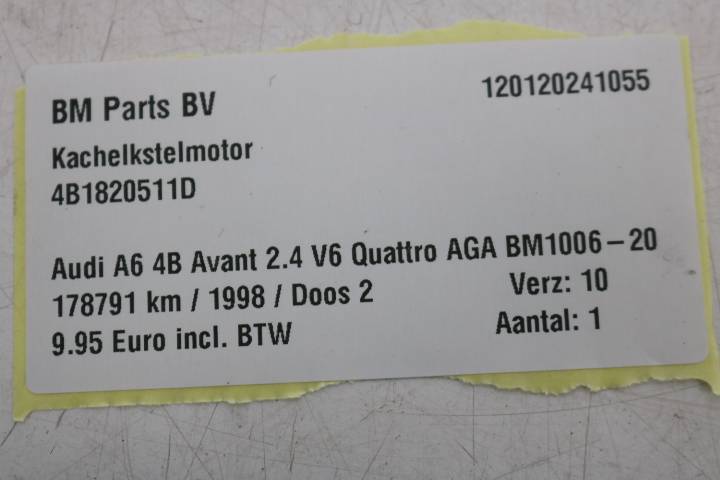 BM Parts BV 120120241055
Kachelkstelmotor
4B1820511D
Audi A6 4B Avant 2.4 V6 Quattro AGA BM1006-20
178791 km / 1998 / Doos 2 Verz: 10
9.95 Euro incl. BTW Aantal: 1